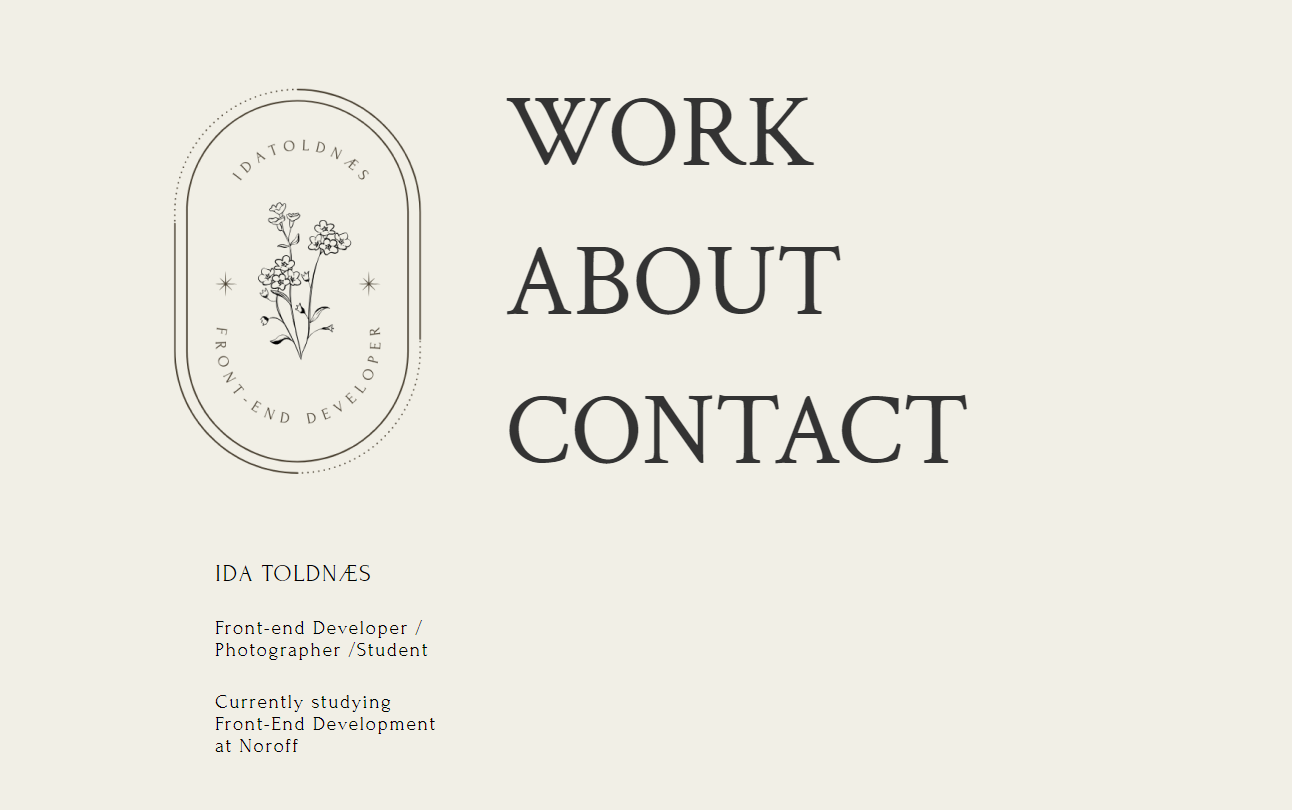 IDATOLDNÆS
FRONT-END DEVELOPER
WORK
ABOUT
CONTACT
IDA TOLDNÆS
Front-end Developer /
Photographer /Student
Currently studying
Front-End Development
at Noroff